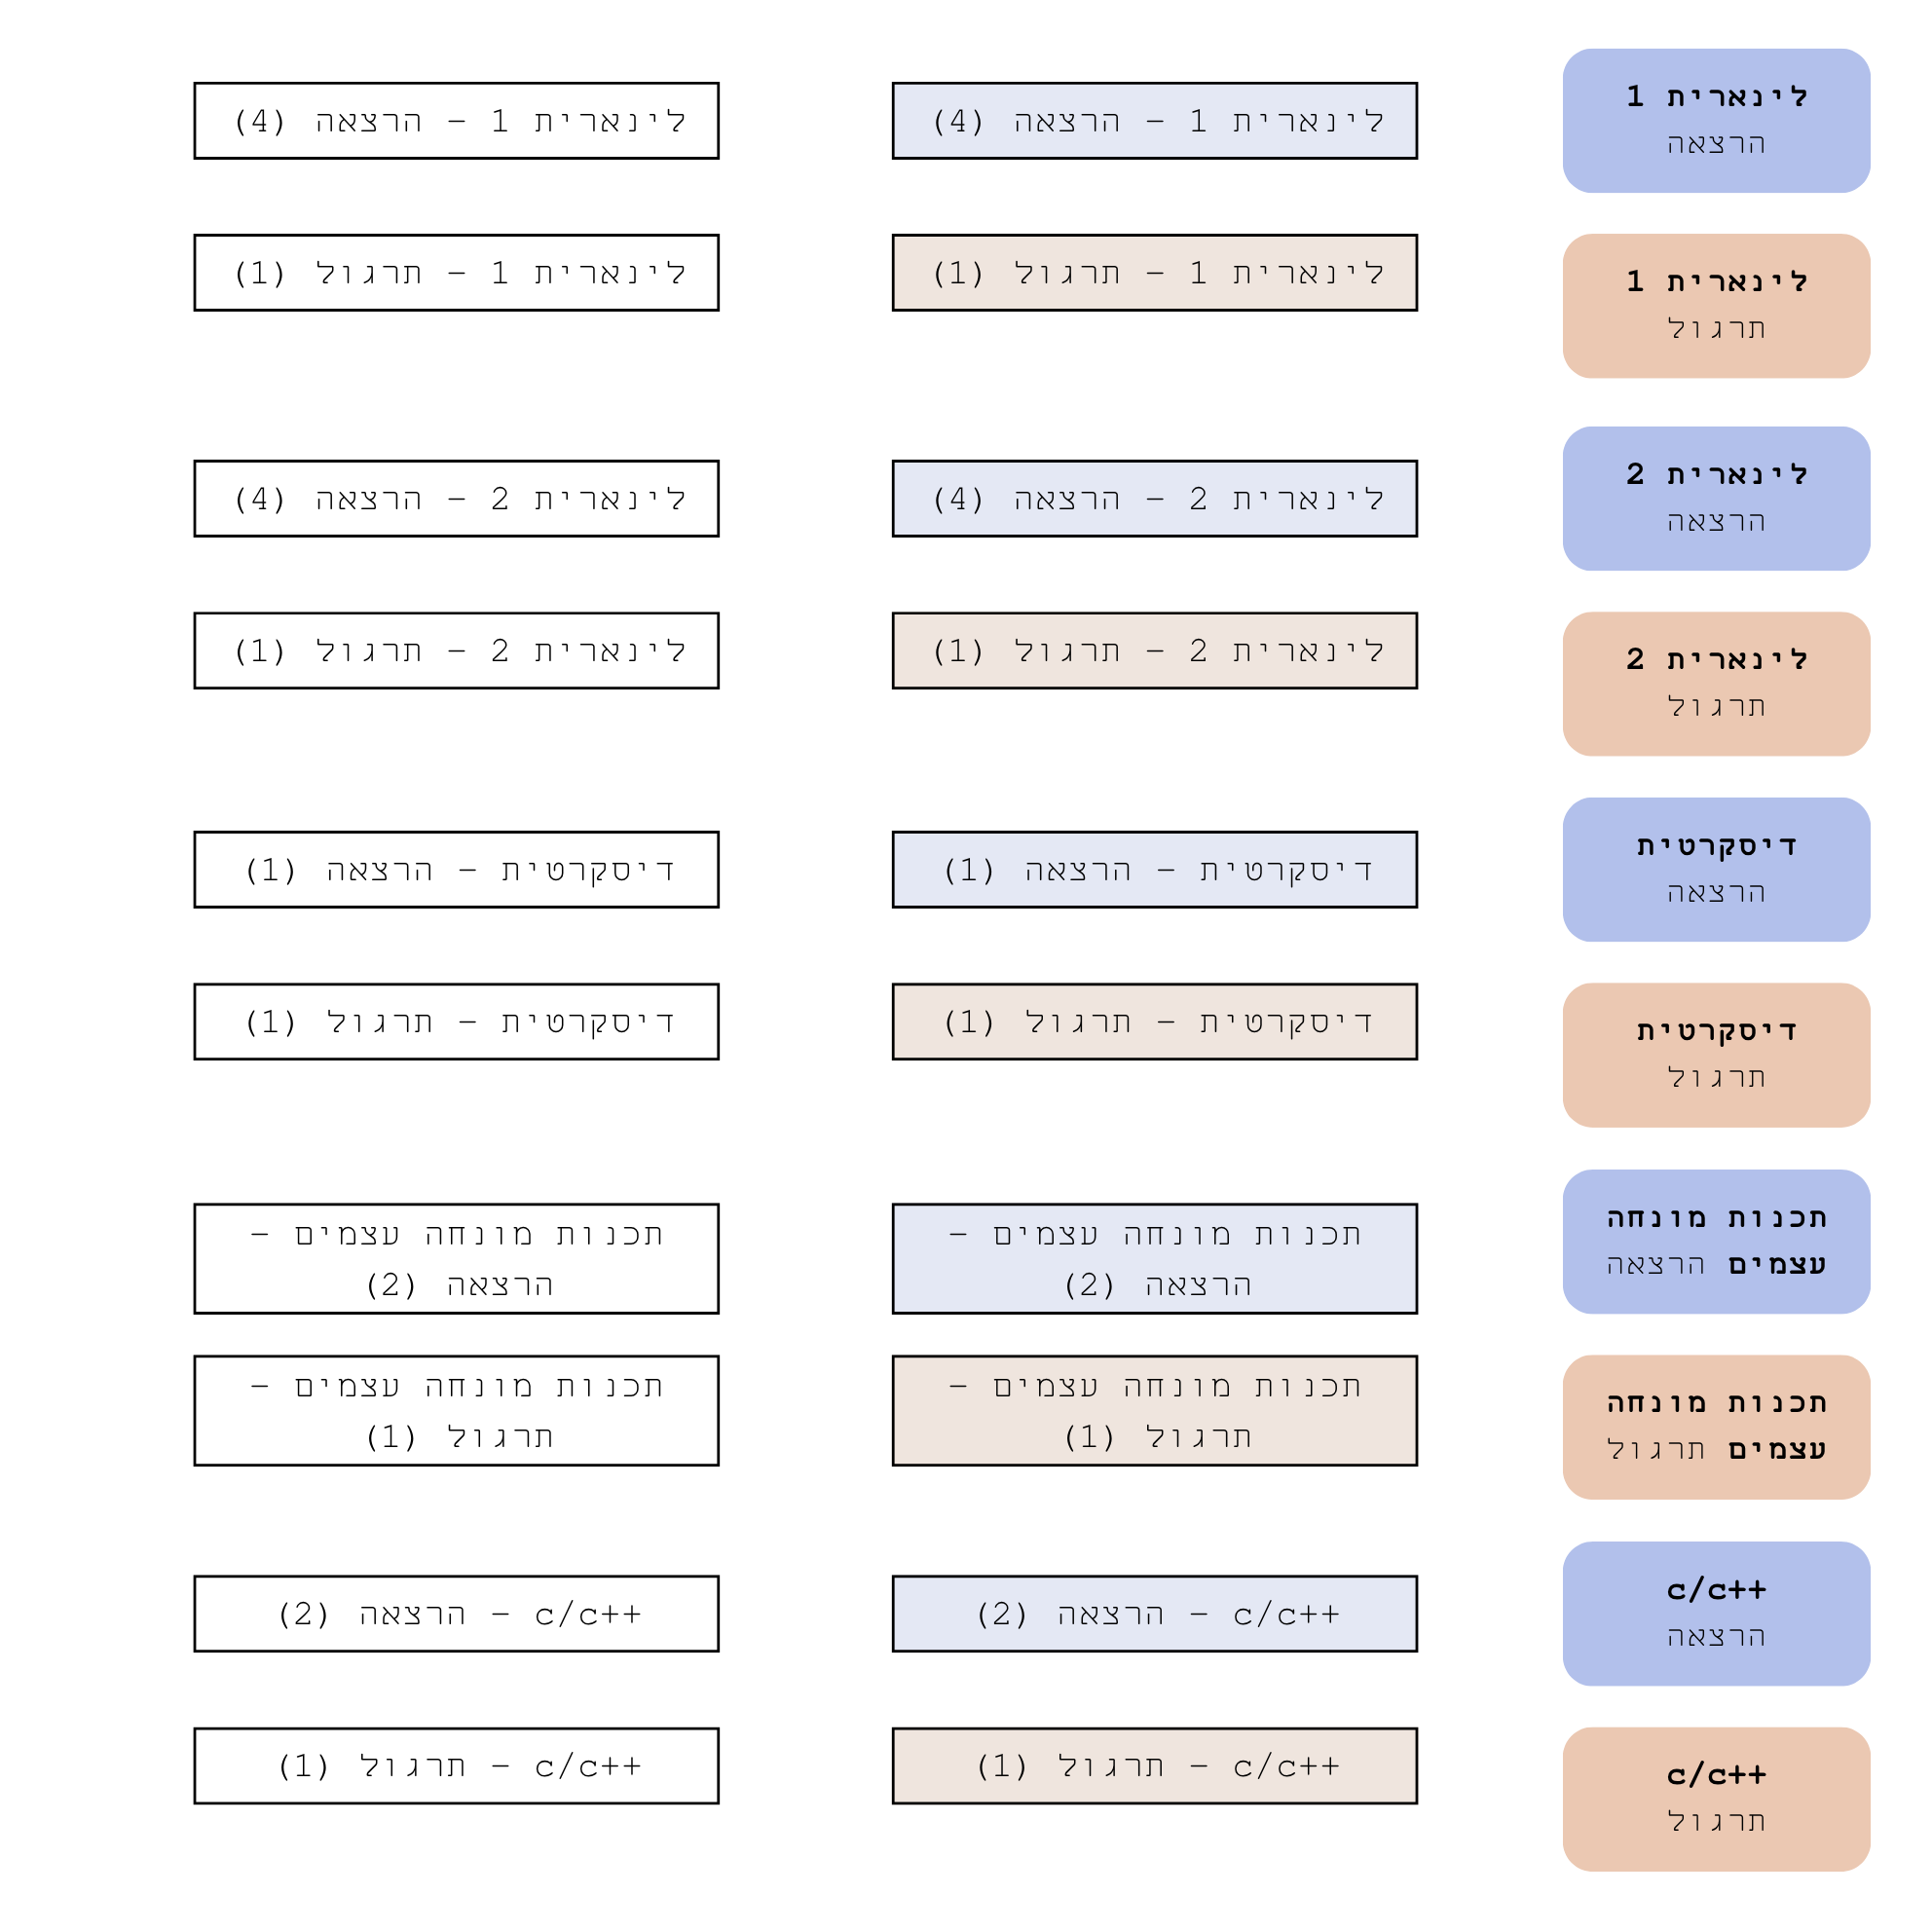 לינארית 1
הרצאה
לינארית 1 – הרצאה (4)
לינארית 1 – הרצאה (4)
לינארית 1
תרגול
לינארית 1 – תרגול (1)
לינארית 1 – תרגול (1)
לינארית 2
הרצאה
לינארית 2 – הרצאה (4)
לינארית 2 – הרצאה (4)
לינארית 2
תרגול
לינארית 2 – תרגול (1)
לינארית 2 – תרגול (1)
דיסקרטית
הרצאה
דיסקרטית – הרצאה (1)
דיסקרטית – הרצאה (1)
דיסקרטית
תרגול
דיסקרטית – תרגול (1)
דיסקרטית – תרגול (1)
תכנות מונחה
עצמים הרצאה
תכנות מונחה עצמים –
הרצאה (2)
תכנות מונחה עצמים –
הרצאה (2)
תכנות מונחה
עצמים תרגול
תכנות מונחה עצמים –
תרגול (1)
תכנות מונחה עצמים –
תרגול (1)
c/c++
הרצאה
c/c++ – הרצאה (2)
c/c++ – הרצאה (2)
c/c++
תרגול
c/c++ – תרגול (1)
c/c++ – תרגול (1)